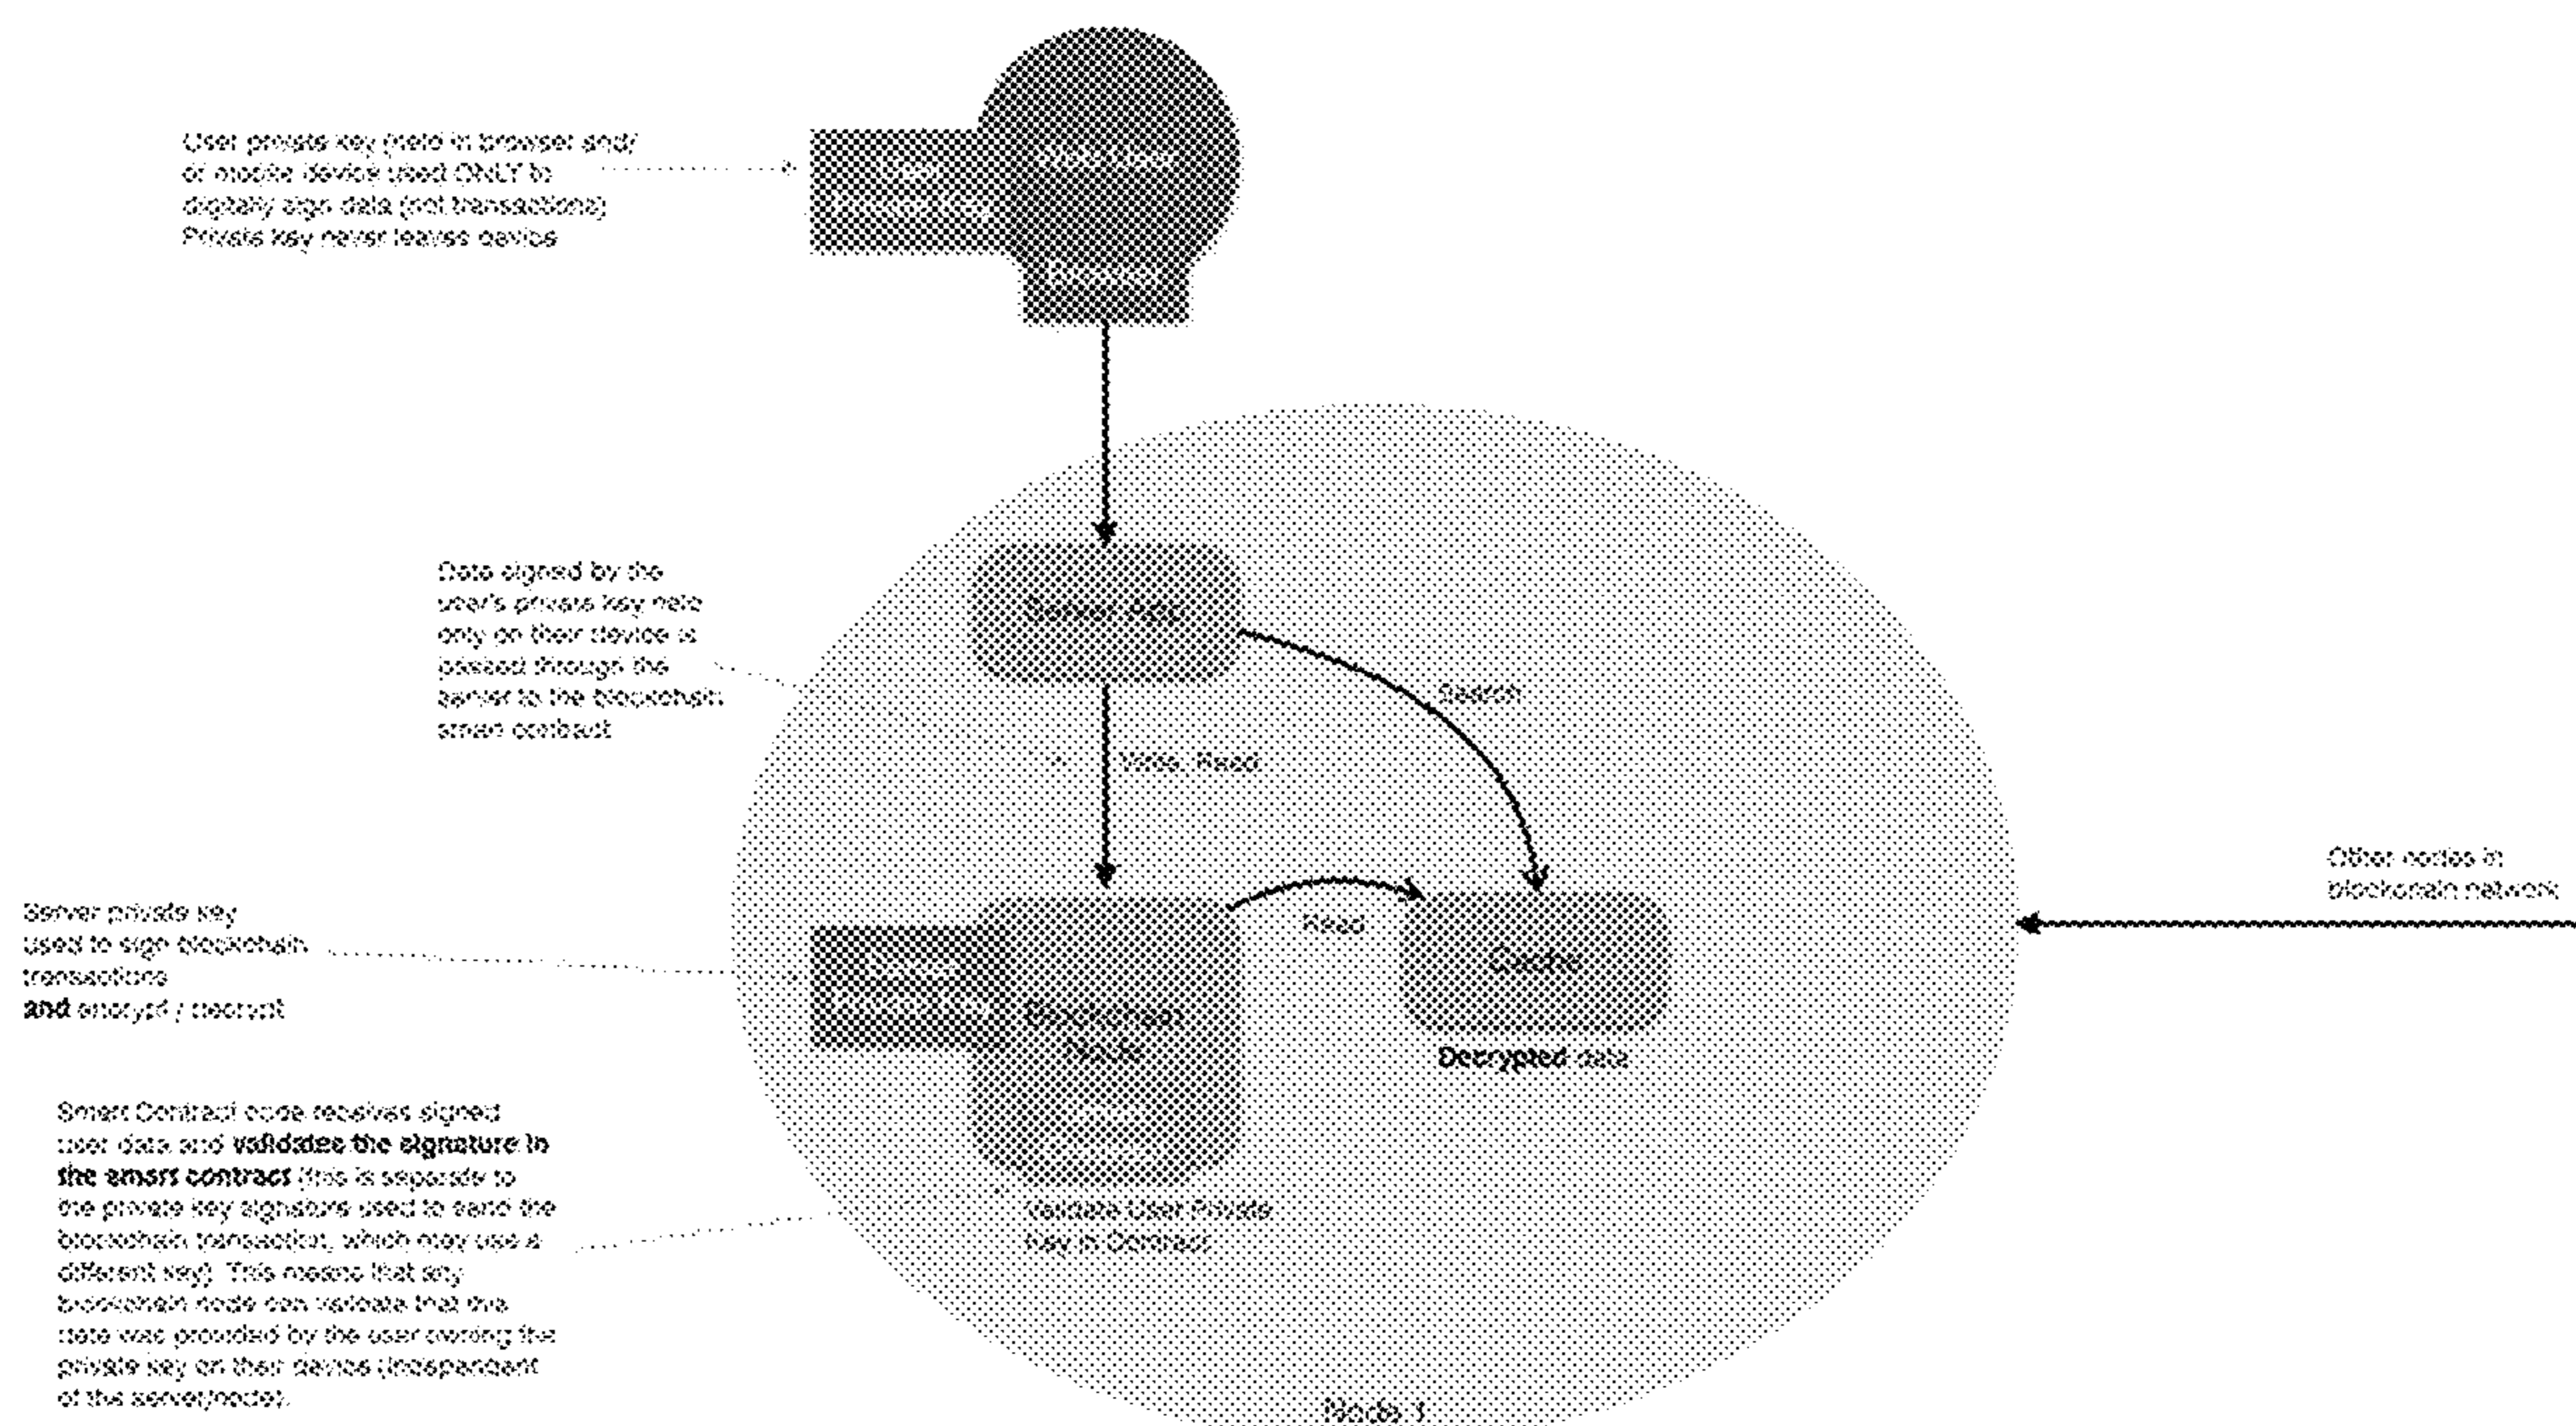 User private key (held in browser and/
or mobile device used ONLY to
digitally sign data (not transactions)
Private key never leaves device
Data signed by the
user's private key held
only on their device is
passed through the
server to the blockchain
smart contract
Server App
Search
Write, Read
Other nodes in
blockchain network
Server private key
used to sign blockchain
transactions
and encrypt / decrypt
Read
Cache
Blockchain
Node
Decrypted data
Smart Contract code receives signed
user data and validates the signature in
the smart contract (this is separate to
the private key signature used to send the
blockchain transaction, which may use a
different key). This means that any
blockchain node can validate that the
data was provided by the user owning the
private key on their device (independent
of the server/node).
Validate User Private
Key in Contract
Node 1